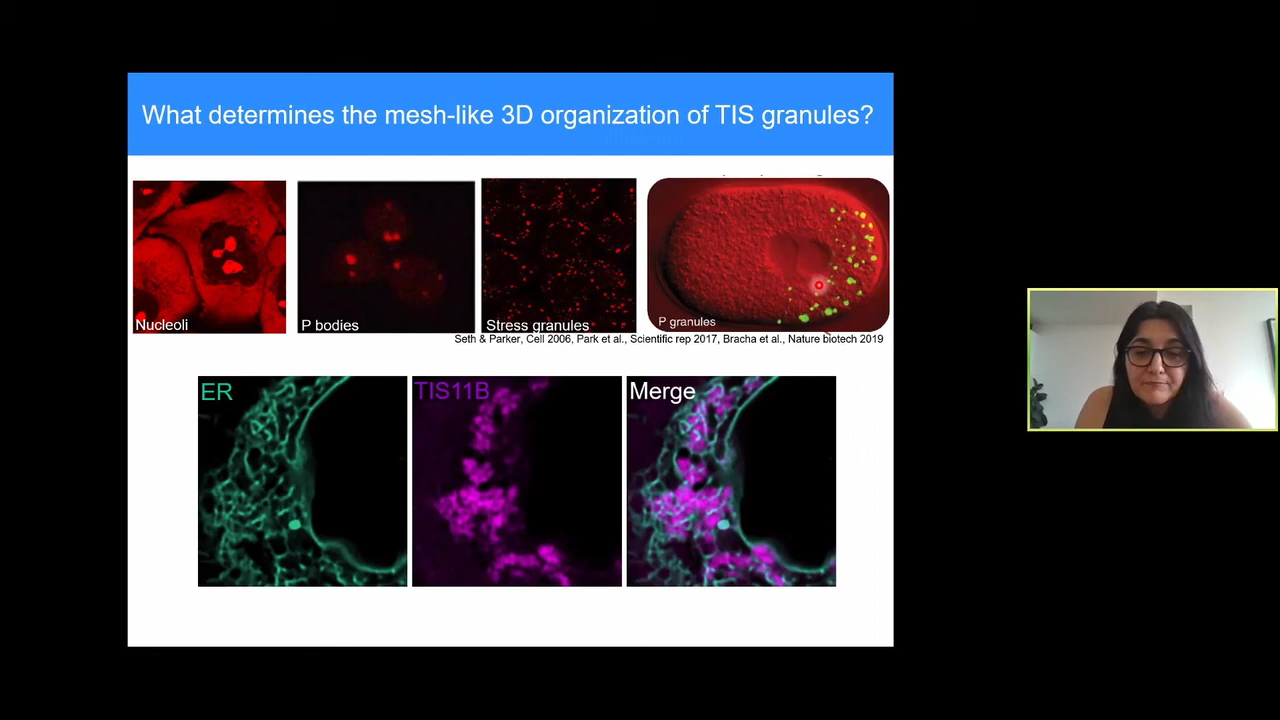 What determines the mesh-like 3D organization of TIS granules?
Nucleoli
P bodies
Stress granules
P granules
Seth & Parker, Cell 2006, Park et al., Scientific rep 2017, Bracha et al., Nature biotech 2019
ER
TIS11B
Merge